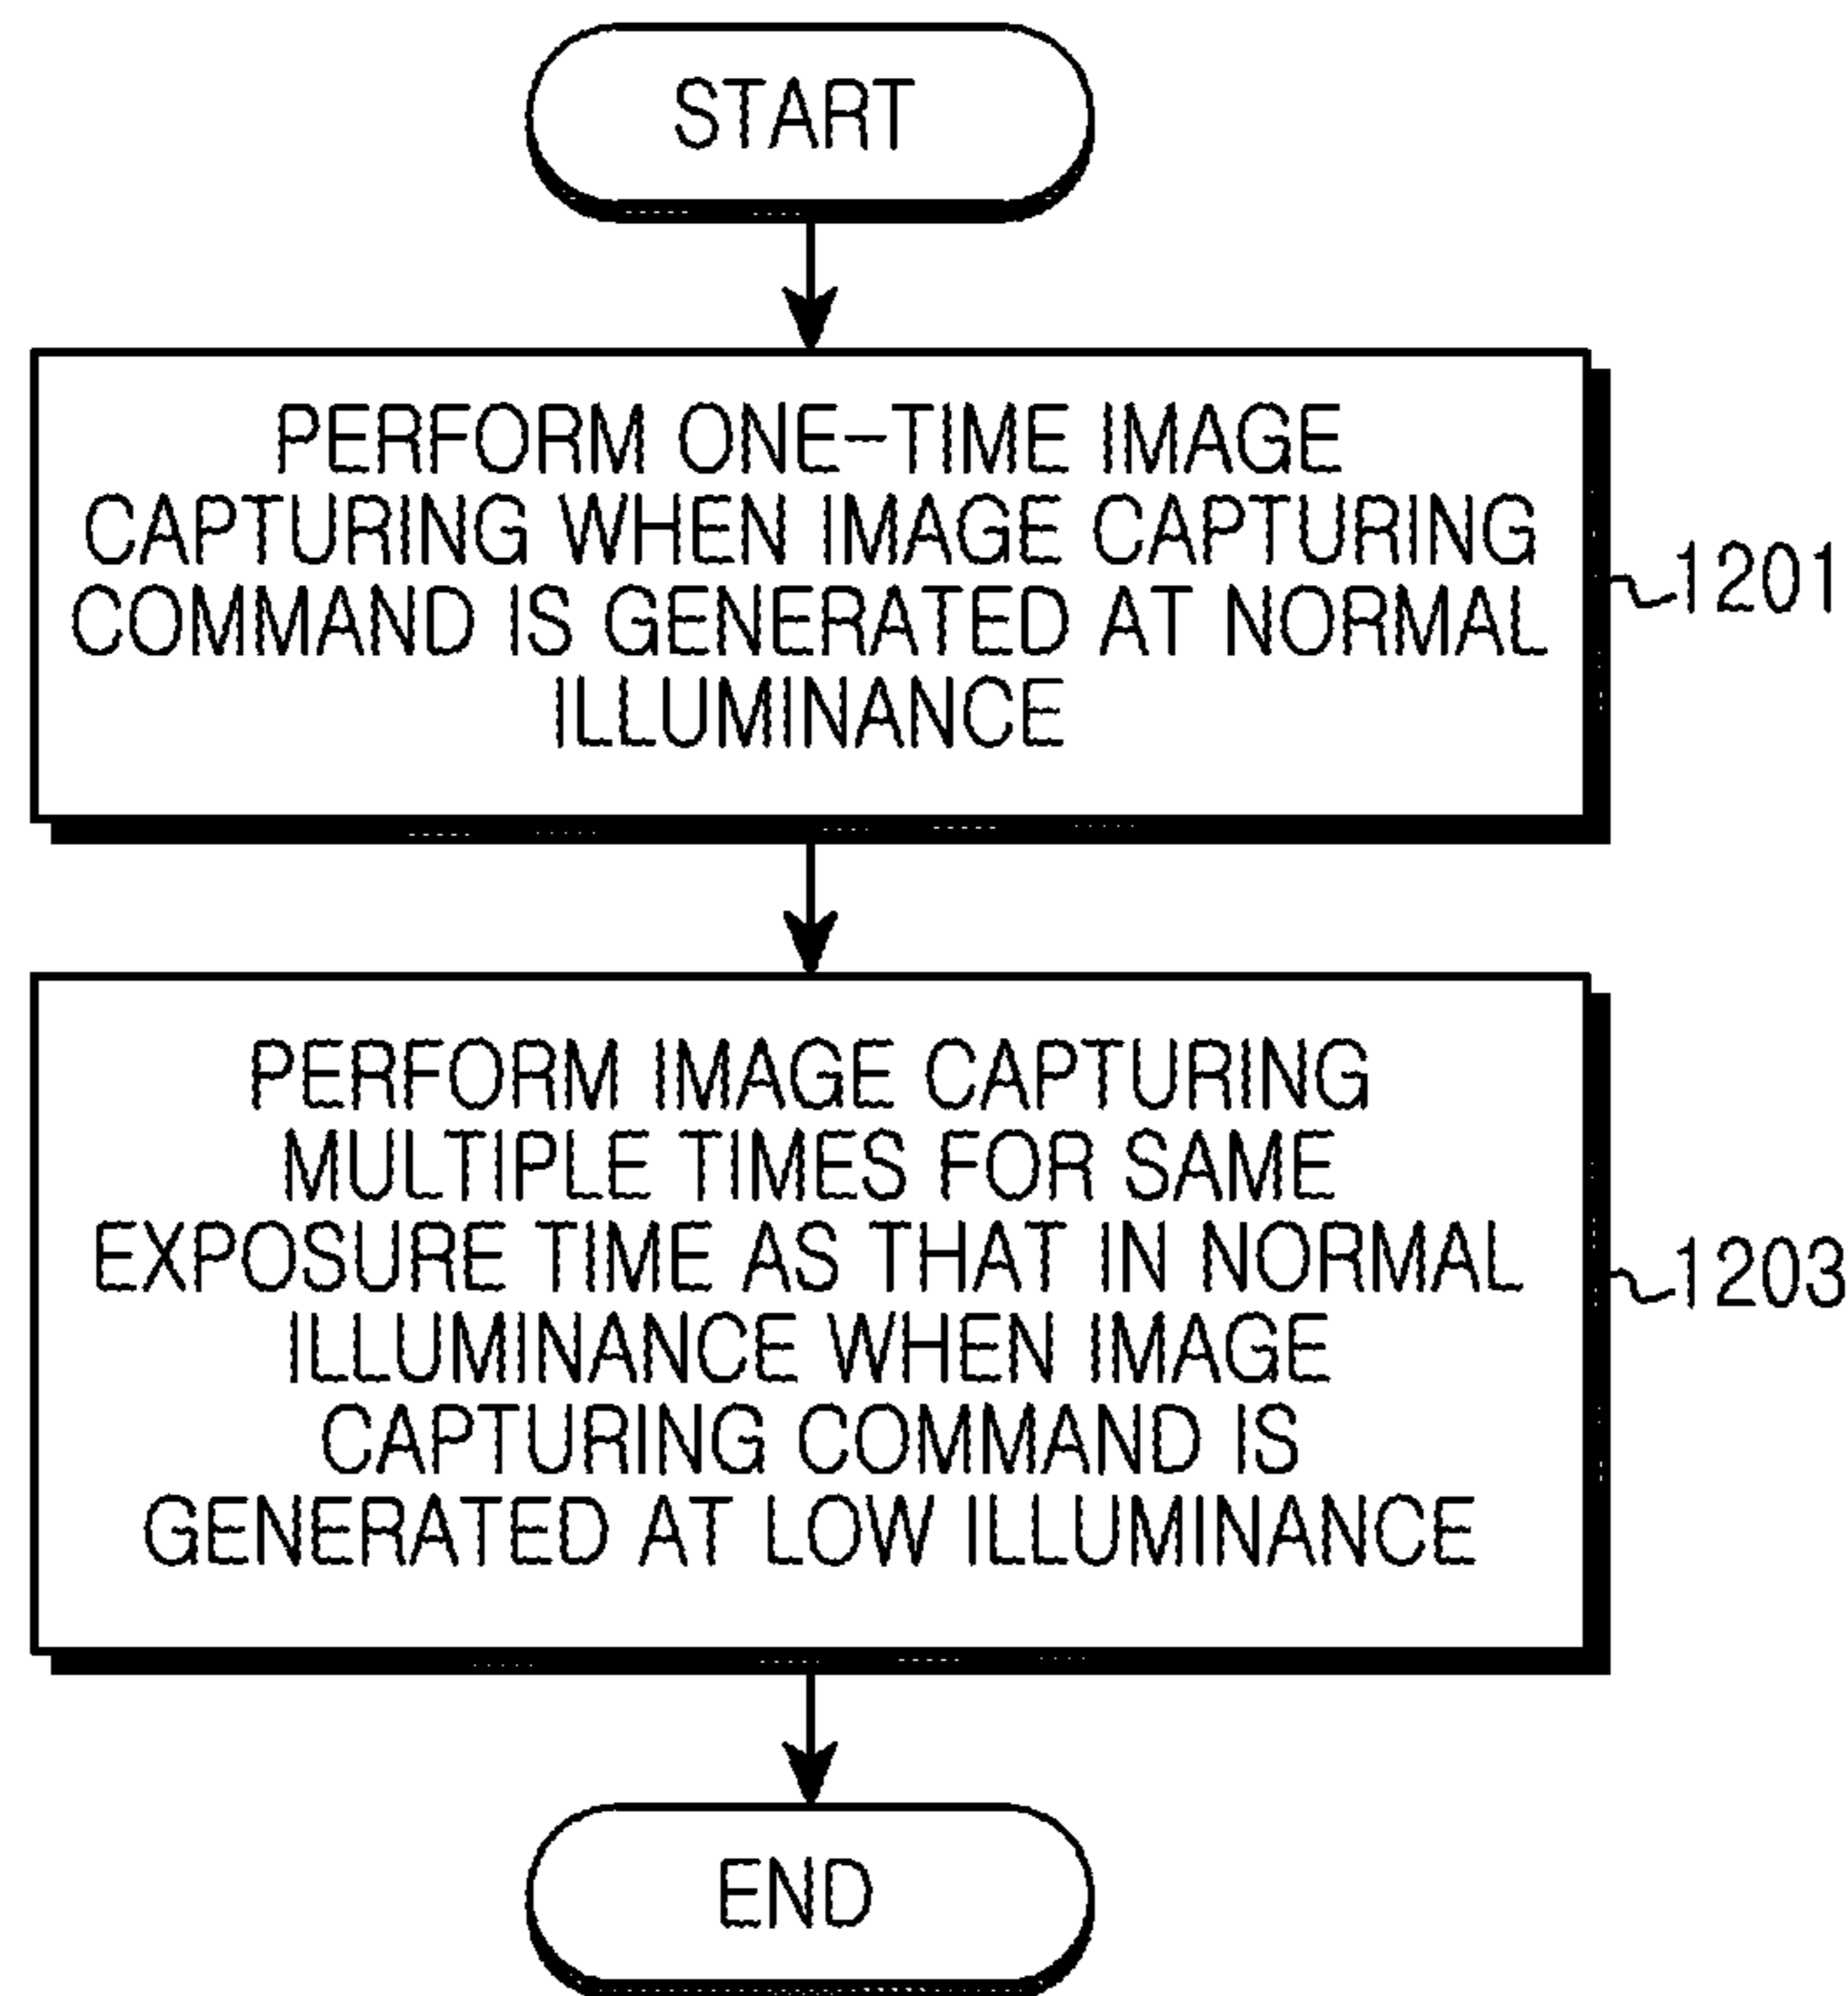 START
PERFORM ONE-TIME IMAGE
CAPTURING WHEN IMAGE CAPTURING
COMMAND IS GENERATED AT NORMAL
ILLUMINANCE
1201
PERFORM IMAGE CAPTURING
MULTIPLE TIMES FOR SAME
EXPOSURE TIME AS THAT IN NORMAL
ILLUMINANCE WHEN IMAGE
CAPTURING COMMAND IS
GENERATED AT LOW ILLUMINANCE
1203
END